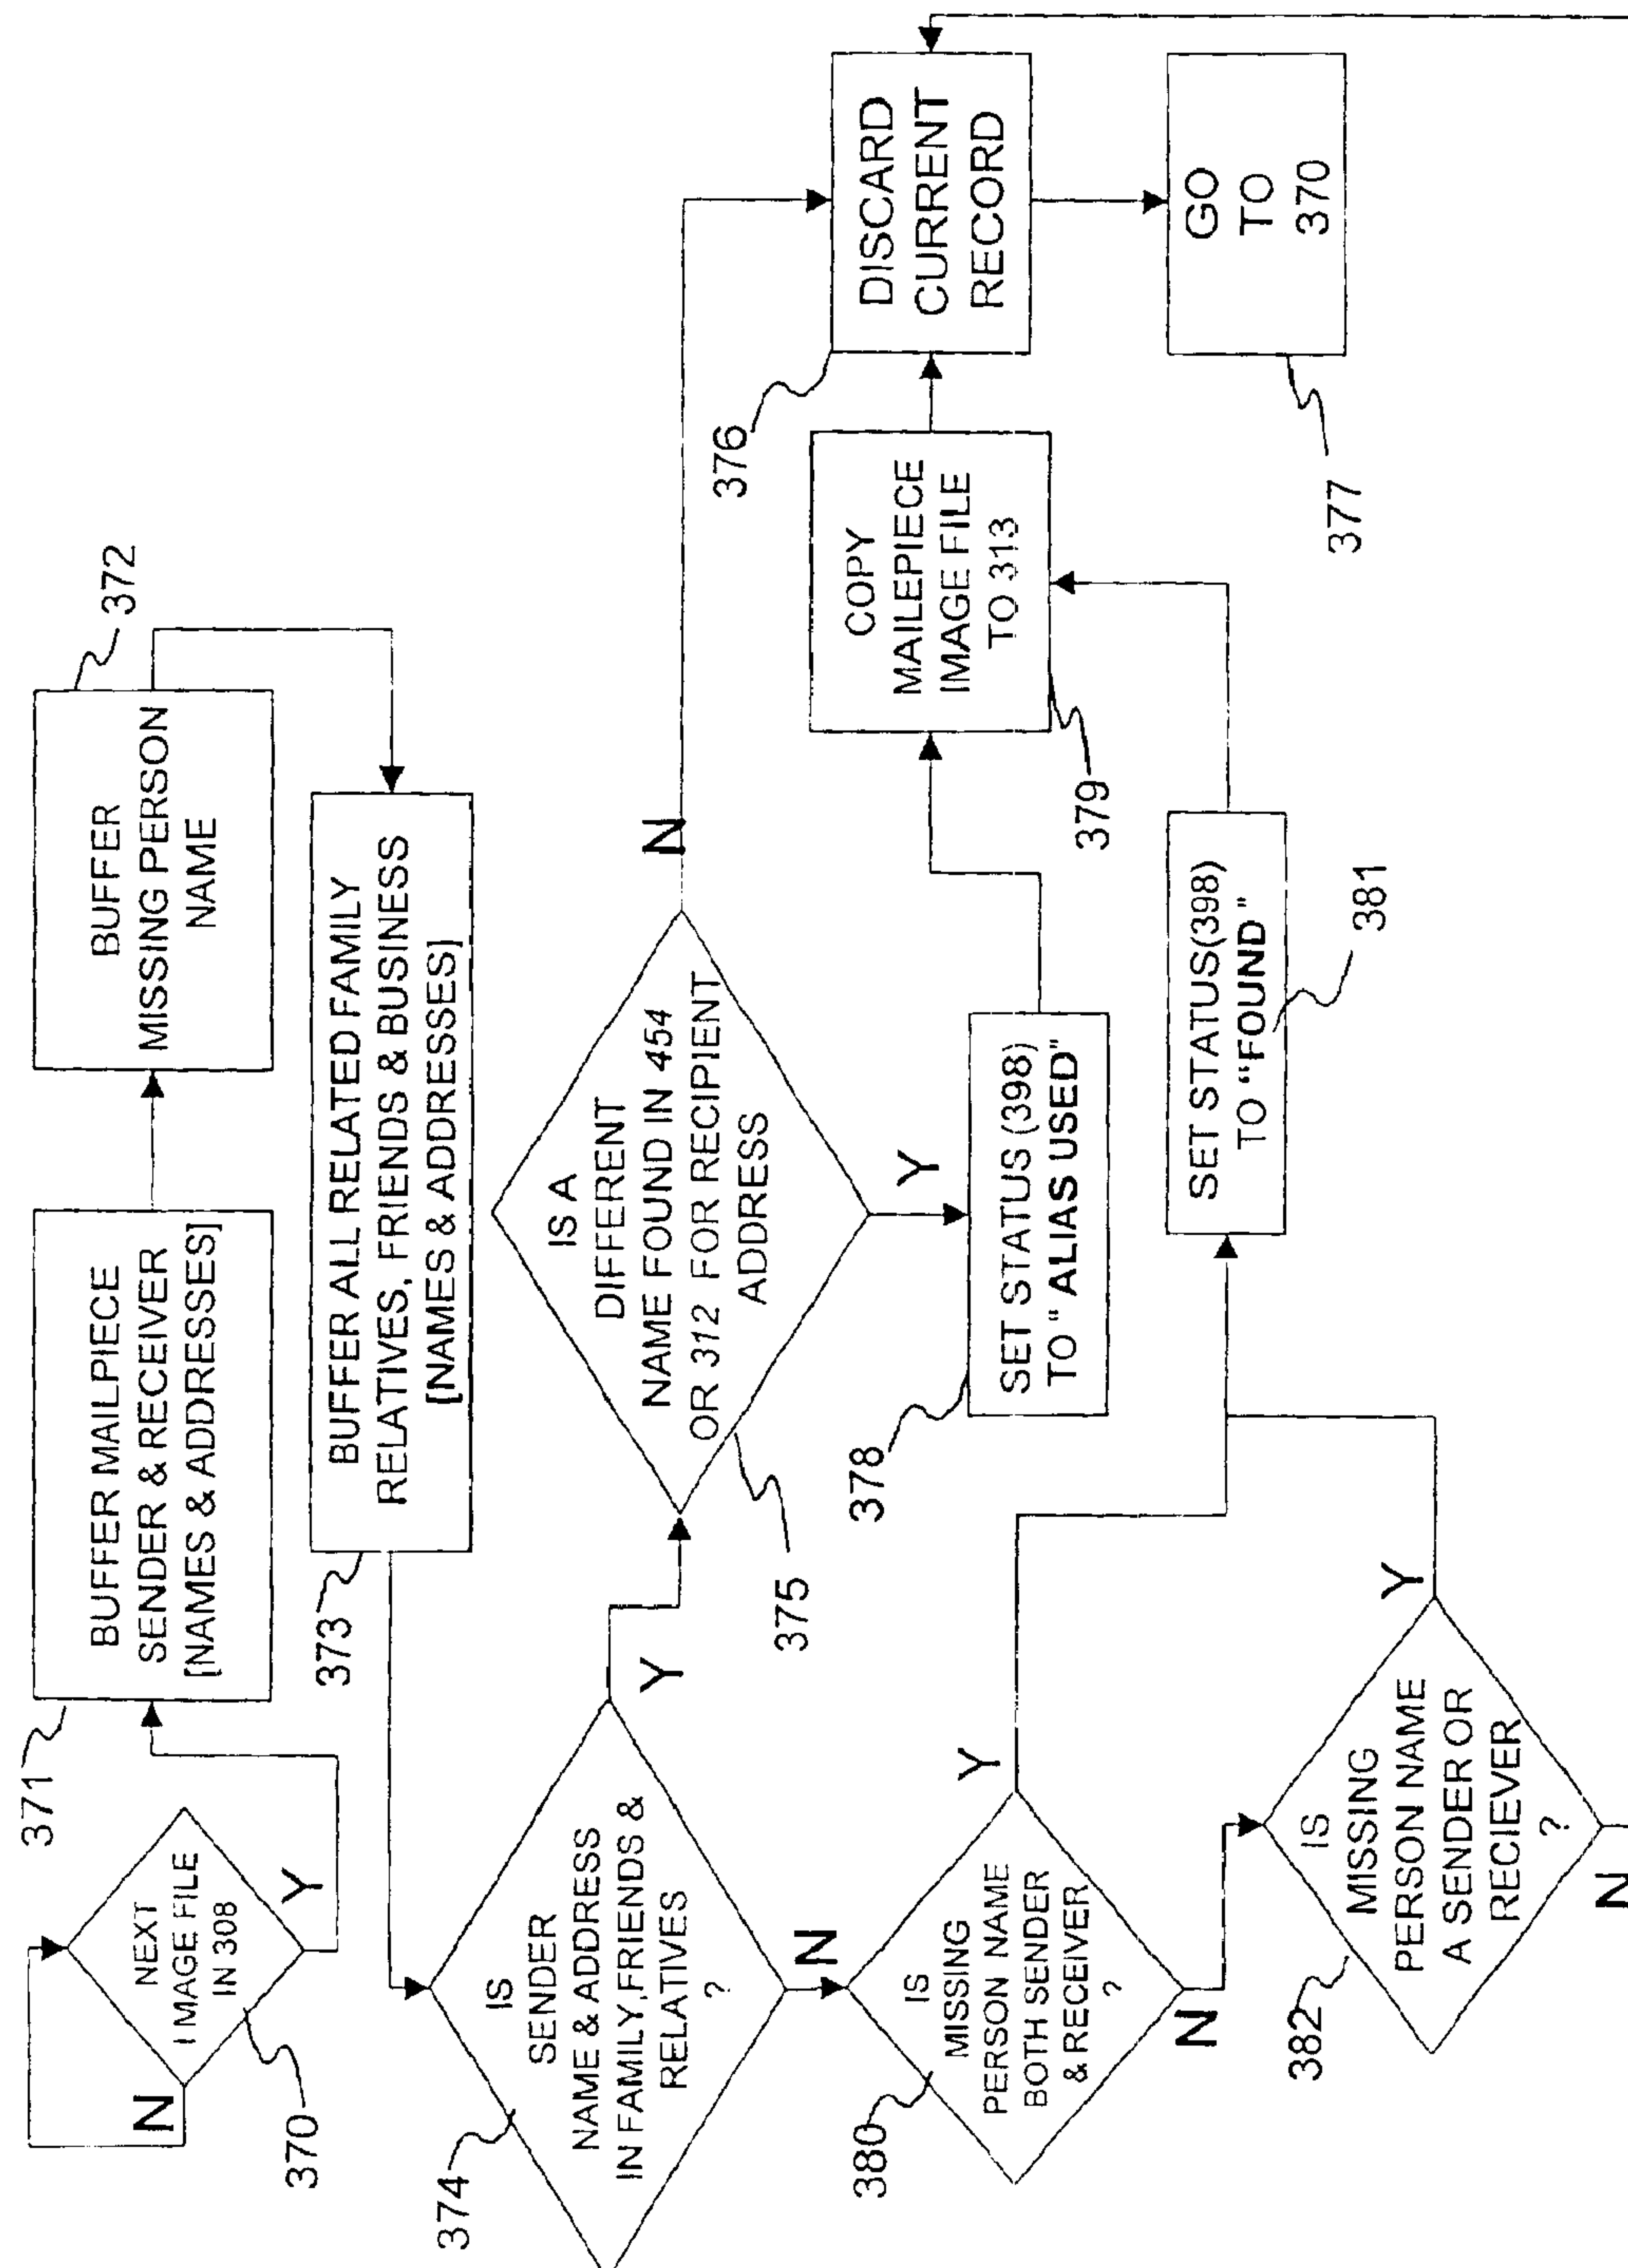 NEXT
IMAGE FILE
IN 308
N
Y
370
371
BUFFER MAILPIECE
SENDER & RECEIVER
[NAMES & ADDRESSES]
BUFFER
MISSING PERSON
NAME
372
373
BUFFER ALL RELATED FAMILY
RELATIVES, FRIENDS & BUSINESS
[NAMES & ADDRESSES]
374
IS
SENDER
NAME & ADDRESS
IN FAMILY, FRIENDS &
RELATIVES
?
Y
N
375
IS A
DIFFERENT
NAME FOUND IN 454
OR 312 FOR RECIPIENT
ADDRESS
N
Y
376
DISCARD
CURRENT
RECORD
GO
TO
370
377
378
SET STATUS (398)
TO " ALIAS USED"
COPY
MAILEPIECE
IMAGE FILE
TO 313
379
380
IS
MISSING
PERSON NAME
BOTH SENDER
& RECEIVER
?
Y
N
SET STATUS(398)
TO "FOUND"
381
382
IS
MISSING
PERSON NAME
A SENDER OR
RECIEVER
?
Y
N